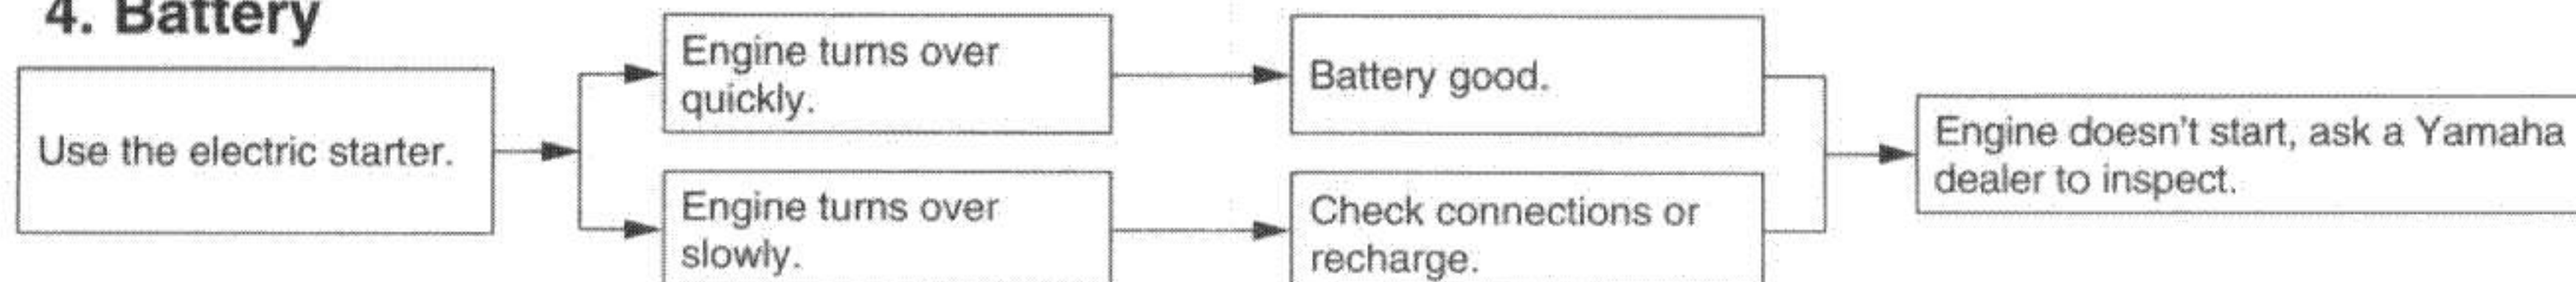 4. Battery
Use the electric starter.
Engine turns over
quickly.
Battery good.
Engine turns over
slowly.
Check connections or
recharge.
Engine doesn't start, ask a Yamaha
dealer to inspect.